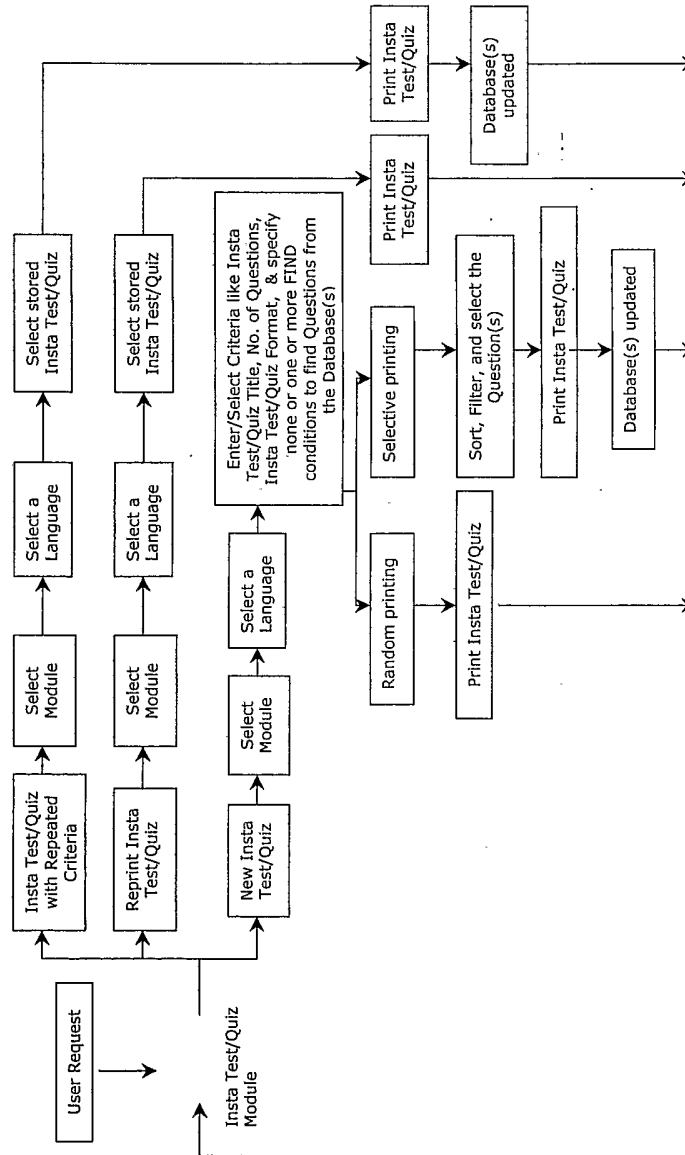 User Request
Insta Test/Quiz
Module
Insta Test/Quiz
with Repeated
Criteria
Select
Module
Select a
Language
Select stored
Insta Test/Quiz
Print Insta
Test/Quiz
Database(s)
updated
Reprint Insta
Test/Quiz
Select
Module
Select a
Language
Select stored
Insta Test/Quiz
Print Insta
Test/Quiz
New Insta
Test/Quiz
Select
Module
Select a
Language
Enter/Select Criteria like Insta
Test/Quiz Title, No. of Questions,
Insta Test/Quiz Format, & specify
none or one or more FIND
conditions to find Questions from
the Database(s)
Random printing
Print Insta Test/Quiz
Selective printing
Sort, Filter, and select the
Question(s)
Print Insta Test/Quiz
Database(s) updated